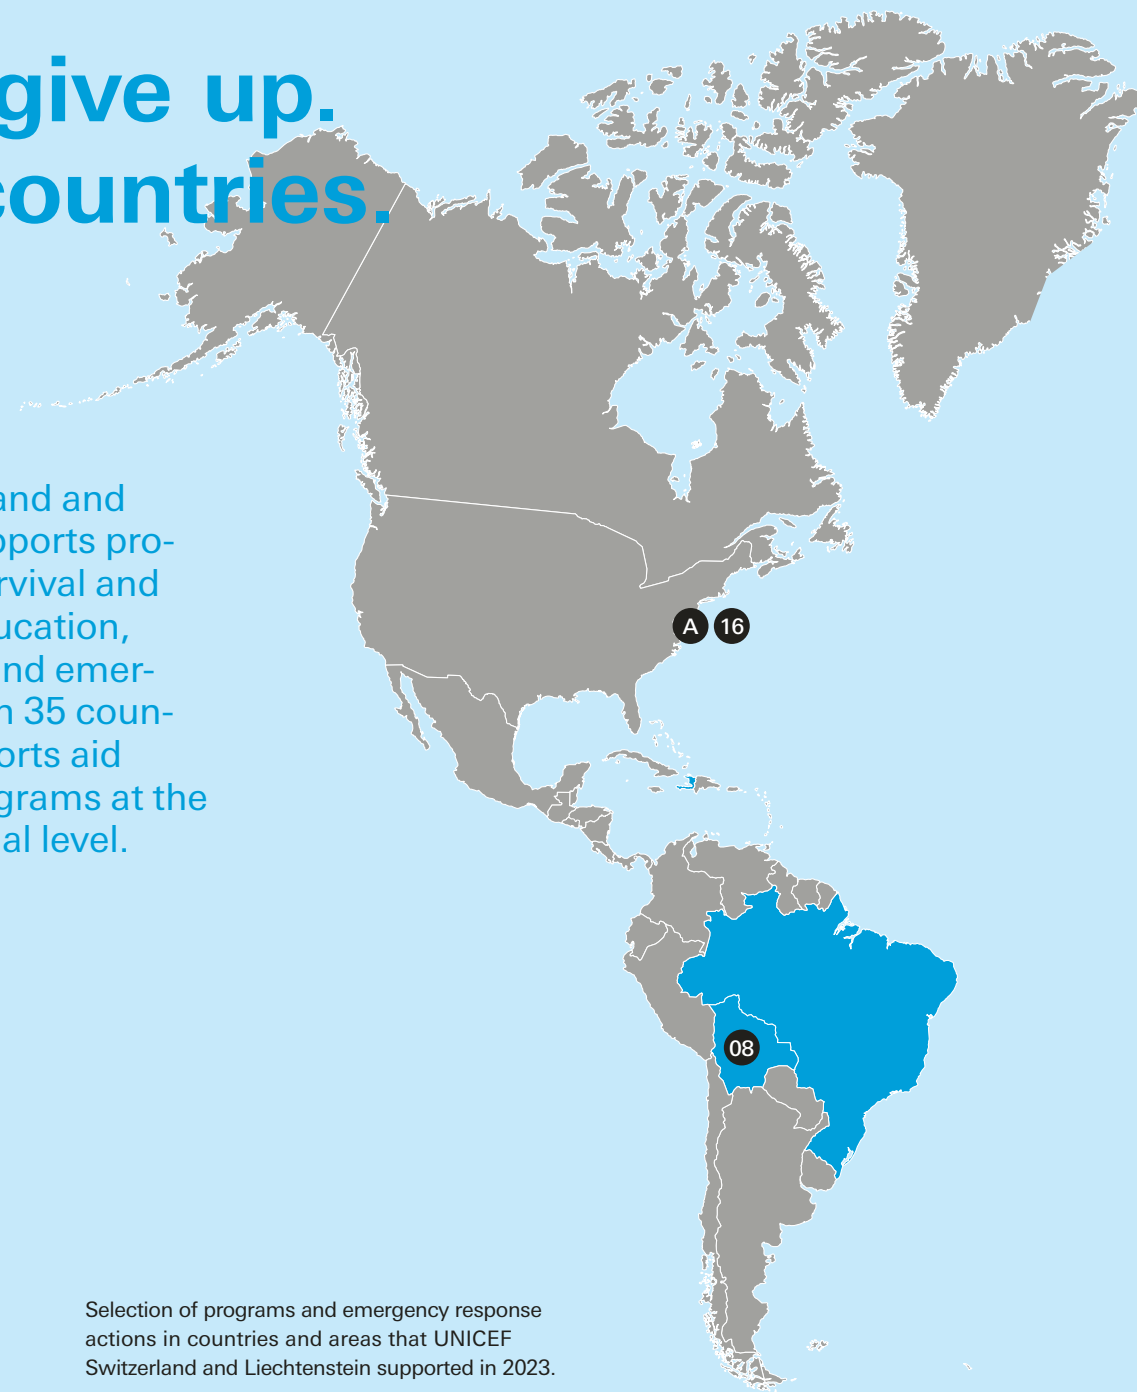 give up.
countries.
and and
pports pro-
rvival and
ucation,
nd emer-
n 35 coun-
orts aid
grams at the
al level.
A 16
08
Selection of programs and emergency response
actions in countries and areas that UNICEF
Switzerland and Liechtenstein supported in 2023.